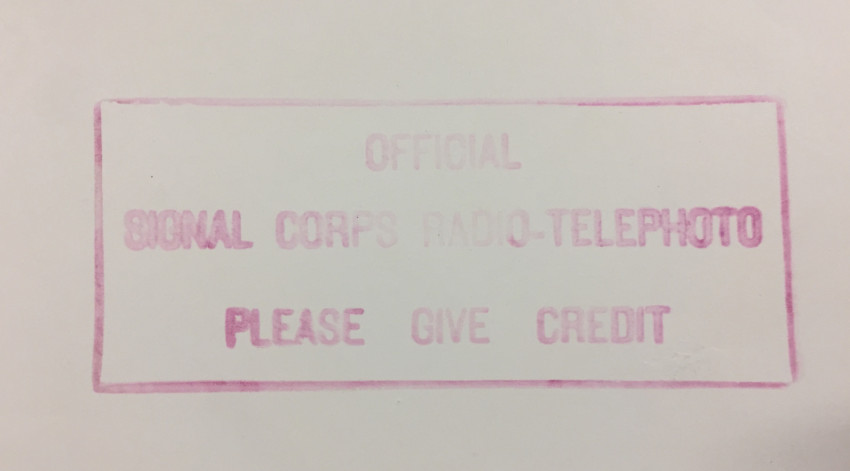 OFFICIAL
SIGNAL CORPS RADIO-TELEPHOTO
PLEASE GIVE CREDIT